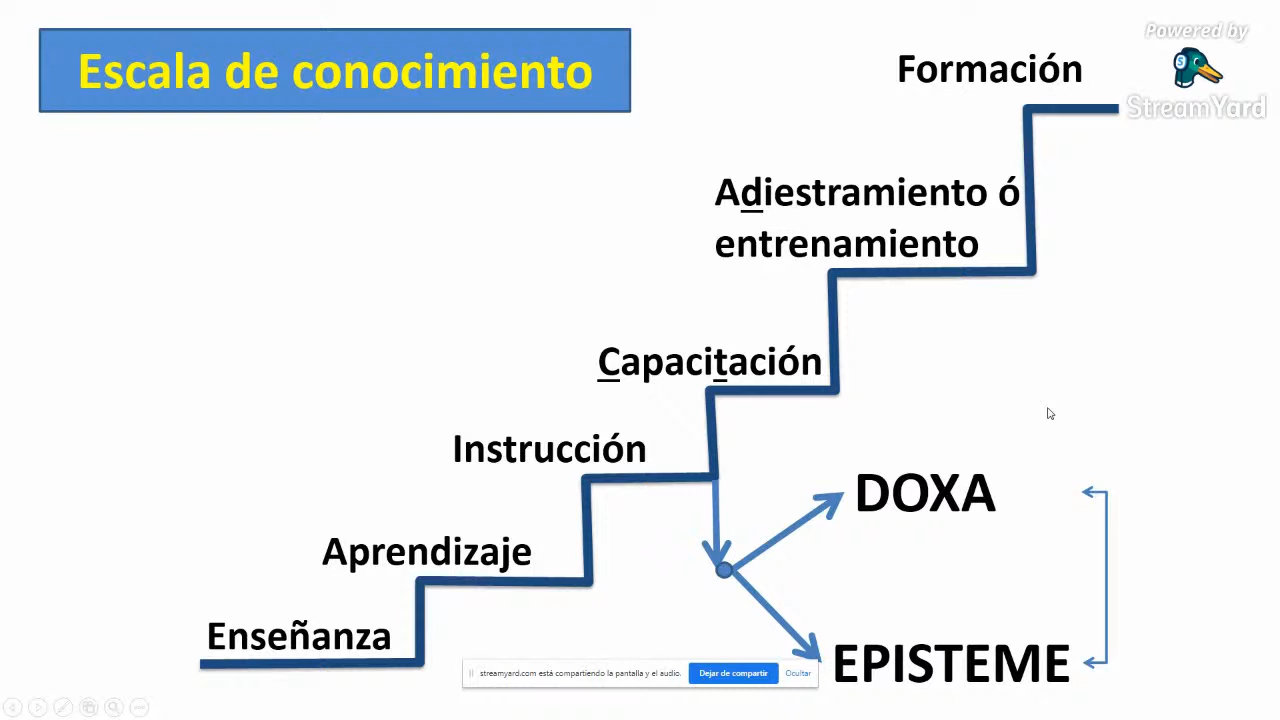 Escala de conocimiento
Powered by
StreamYard
Formación
Adiestramiento ó
entrenamiento
Capacitación
Instrucción
DOXA
Aprendizaje
Enseñanza
EPISTEME
streamyard.com está compartiendo la pantalla y el audio.
Dejar de compartir
Ocultar